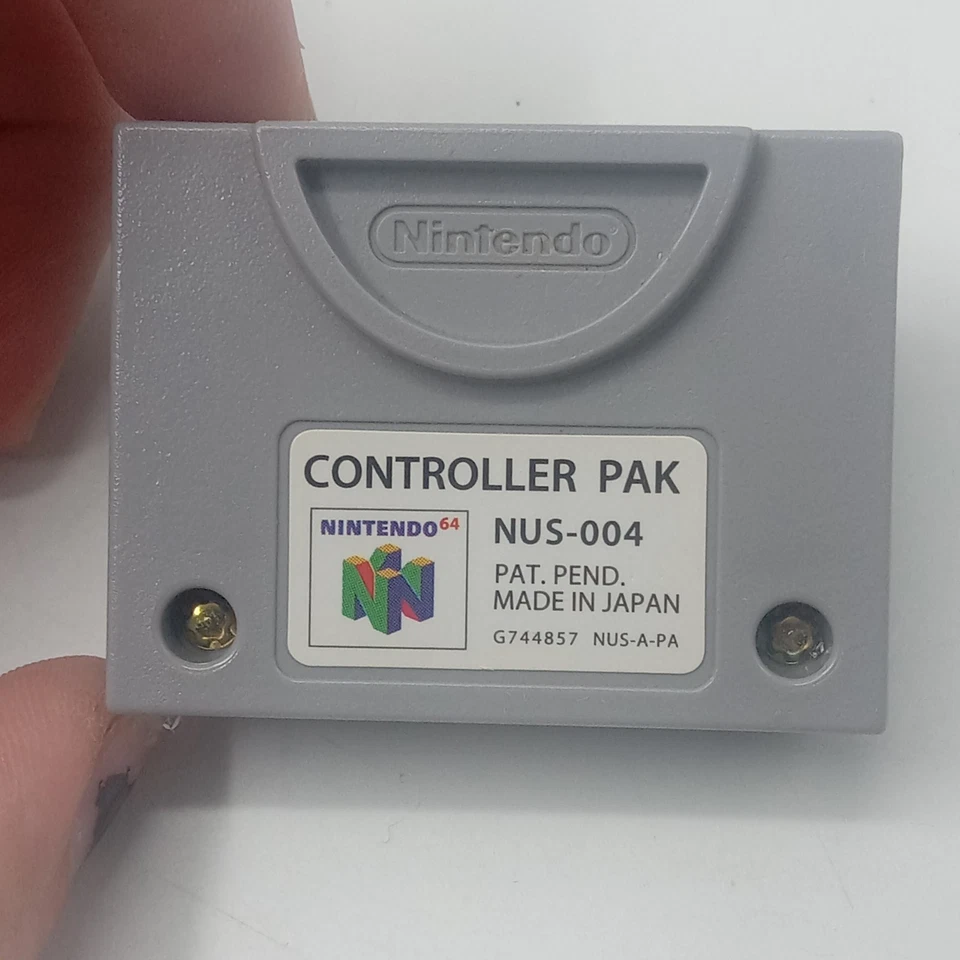 Nintendo
CONTROLLER PAK
NINTENDO64
NUS-004
PAT. PEND.
MADE IN JAPAN
G744857 NUS-A-PA